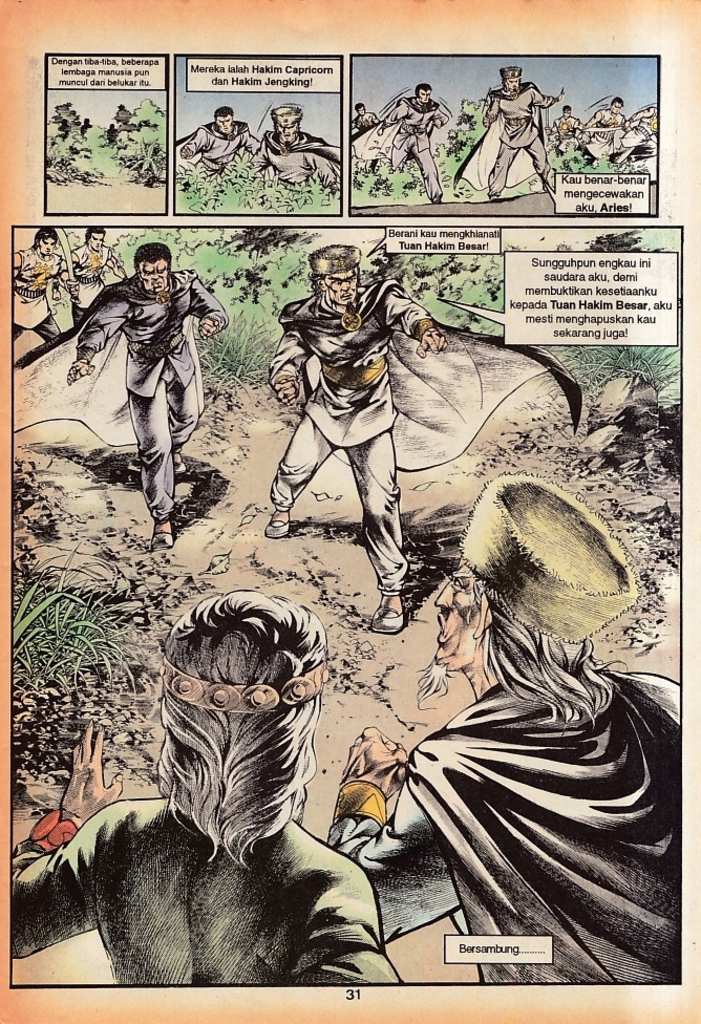 Dengan tiba-tiba, beberapa
lembaga manusia pun
muncul dari belukar itu.
Mereka ialah Hakim Capricorn
dan Hakim Jengking!
Kau benar-benar
mengecewakan
aku, Aries!
Berani kau mengkhianati
Tuan Hakim Besar!
Sungguhpun engkau ini
saudara aku, demi
membuktikan kesetiaanku
kepada Tuan Hakim Besar, aku
mesti menghapuskan kau
sekarang juga!
Bersambung..........
31